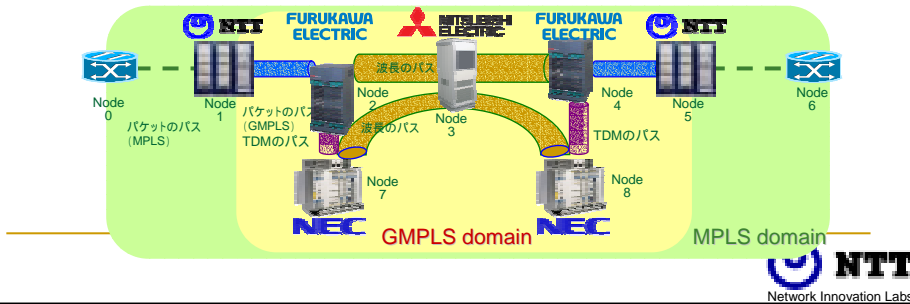 NTT
FURUKAWA
ELECTRIC
MITSUBISHI
ELECTRIC
FURUKAWA
ELECTRIC
NTT
波長のパス
Node
0
Node
1
Node
2
Node
3
Node
4
Node
5
Node
6
パケットのパス
(MPLS)
パケットのパス
(GMPLS)
TDMのパス
波長のパス
TDMのパス
Node
7
Node
8
NEC
NEC
GMPLS domain
MPLS domain
NTT
Network Innovation Labs